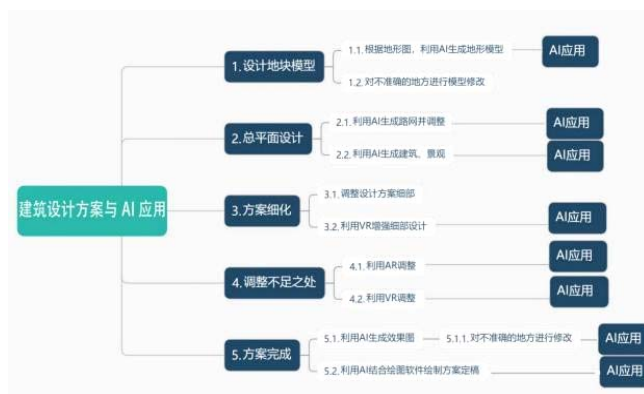 建筑设计方案与 AI 应用
1.设计地块模型
1.1. 根据地形图，利用AI生成地形模型
AI应用
1.2. 对不准确的地方进行模型修改
2.总平面设计
2.1. 利用AI生成路网并调整
AI应用
2.2. 利用AI生成建筑、景观
AI应用
3.方案细化
3.1. 调整设计方案细部
3.2. 利用VR增强细部设计
AI应用
4.调整不足之处
4.1. 利用AR调整
AI应用
4.2. 利用VR调整
AI应用
5.方案完成
5.1. 利用AI生成效果图
5.1.1. 对不准确的地方进行修改
AI应用
5.2. 利用AI结合绘图软件绘制方案定稿
AI应用